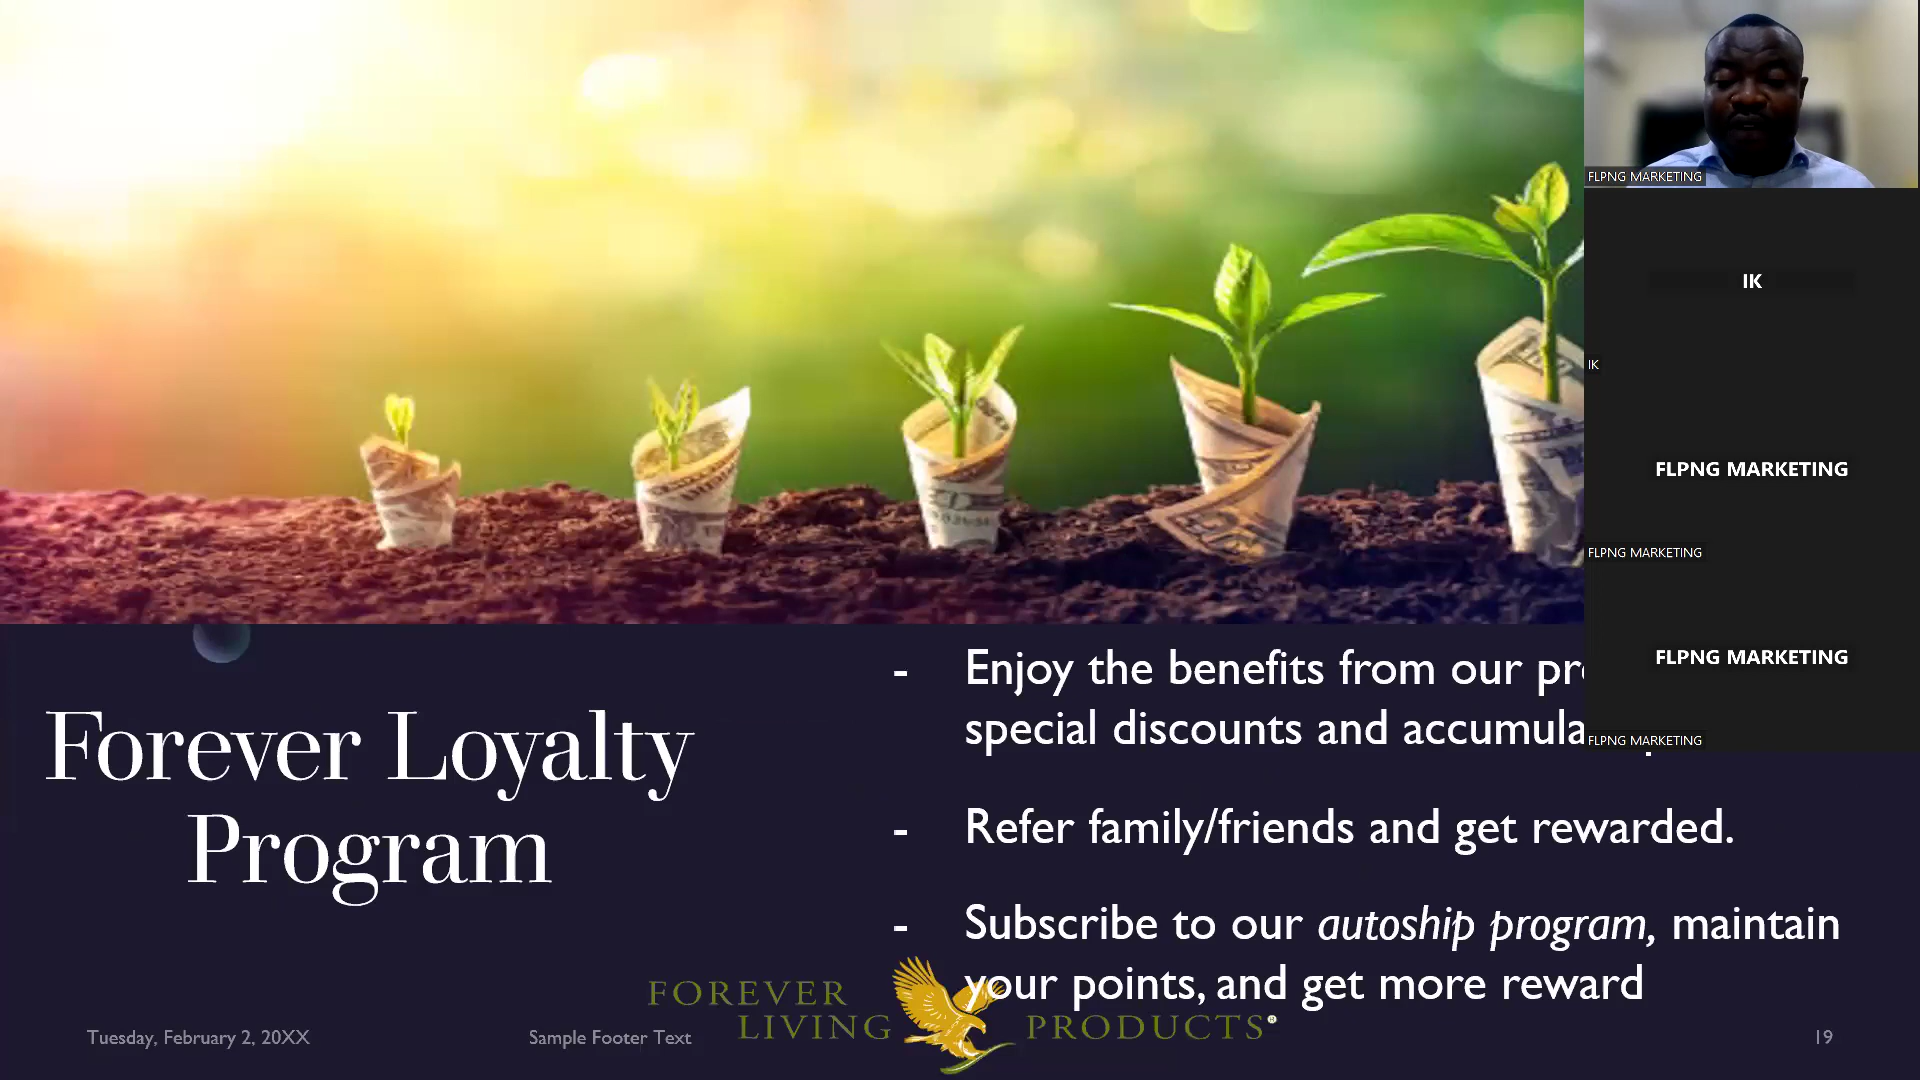 FLPNG MARKETING
IK
IK
FLPNG MARKETING
FLPNG MARKETING
FLPNG MARKETING
FLPNG MARKETING
Forever Loyalty
Program
- Enjoy the benefits from our
special discounts and
- Refer family/friends and get rewarded.
- Subscribe to our autoship program, maintain
your points, and get more reward
FOREVER
LIVING PRODUCTS®
Tuesday, February 2, 20XX
Sample Footer Text
19